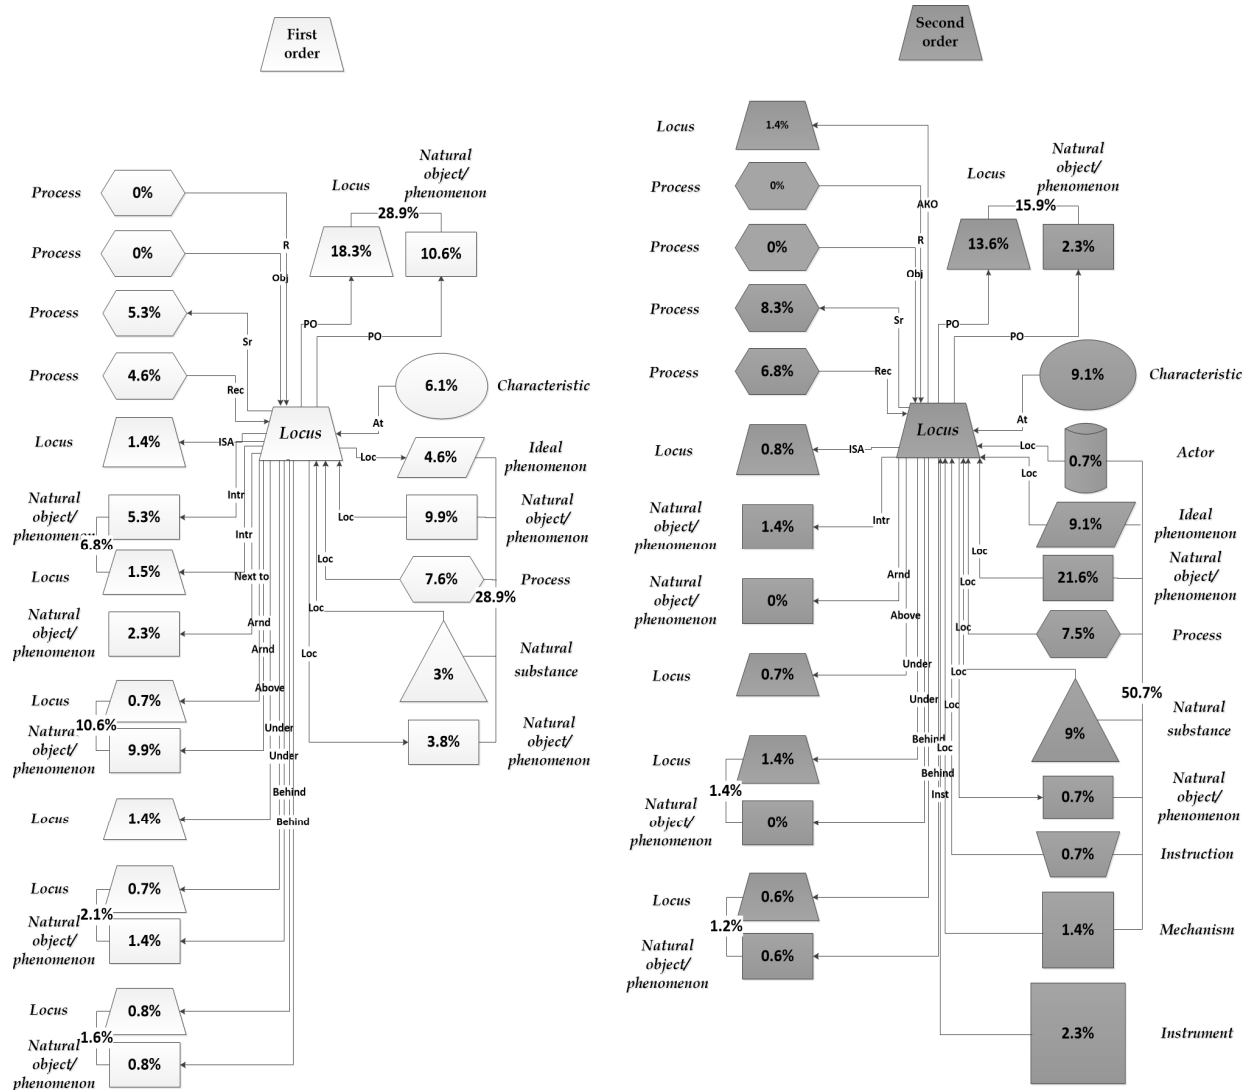 First
order
Process
0%
Process
0%
Process
5.3%
Process
4.6%
Locus
1.4%
Natural
object/
phenomenon
5.3%
6.8%
Locus
1.5%
Natural
object/
phenomenon
2.3%
Locus
0.7%
10.6%
Natural
object/
phenomenon
9.9%
Locus
1.4%
Locus
0.7%
2.1%
Natural
object/
phenomenon
1.4%
Locus
0.8%
1.6%
Natural
object/
phenomenon
0.8%
R
Obj
Sr
Rec
ISA
Intr
Intr
Next to
Arnd
Arnd
Above
Under
Under
Behind
Behind
Locus
Natural
object/
phenomenon
Locus
28.9%
18.3%
10.6%
PO
PO
6.1%
Characteristic
At
Loc
4.6%
Ideal
phenomenon
Loc
9.9%
Natural
object/
phenomenon
Loc
7.6%
Process
28.9%
Loc
3%
Natural
substance
Loc
3.8%
Natural
object/
phenomenon
Second
order
Locus
1.4%
Process
0%
Process
0%
Process
8.3%
Process
6.8%
Locus
0.8%
Natural
object/
phenomenon
1.4%
Natural
object/
phenomenon
0%
Locus
0.7%
Locus
1.4%
1.4%
Natural
object/
phenomenon
0%
Locus
0.6%
1.2%
Natural
object/
phenomenon
0.6%
AKO
R
Obj
Sr
Rec
ISA
Intr
Arnd
Above
Under
Under
Behind
Behind
Inst
Locus
Natural
object/
phenomenon
Locus
15.9%
13.6%
2.3%
PO
PO
9.1%
Characteristic
At
Loc
0.7%
Actor
Loc
9.1%
Ideal
phenomenon
Loc
21.6%
Natural
object/
phenomenon
Loc
7.5%
Process
Loc
50.7%
9%
Natural
substance
Loc
0.7%
Natural
object/
phenomenon
Loc
0.7%
Instruction
Loc
1.4%
Mechanism
2.3%
Instrument